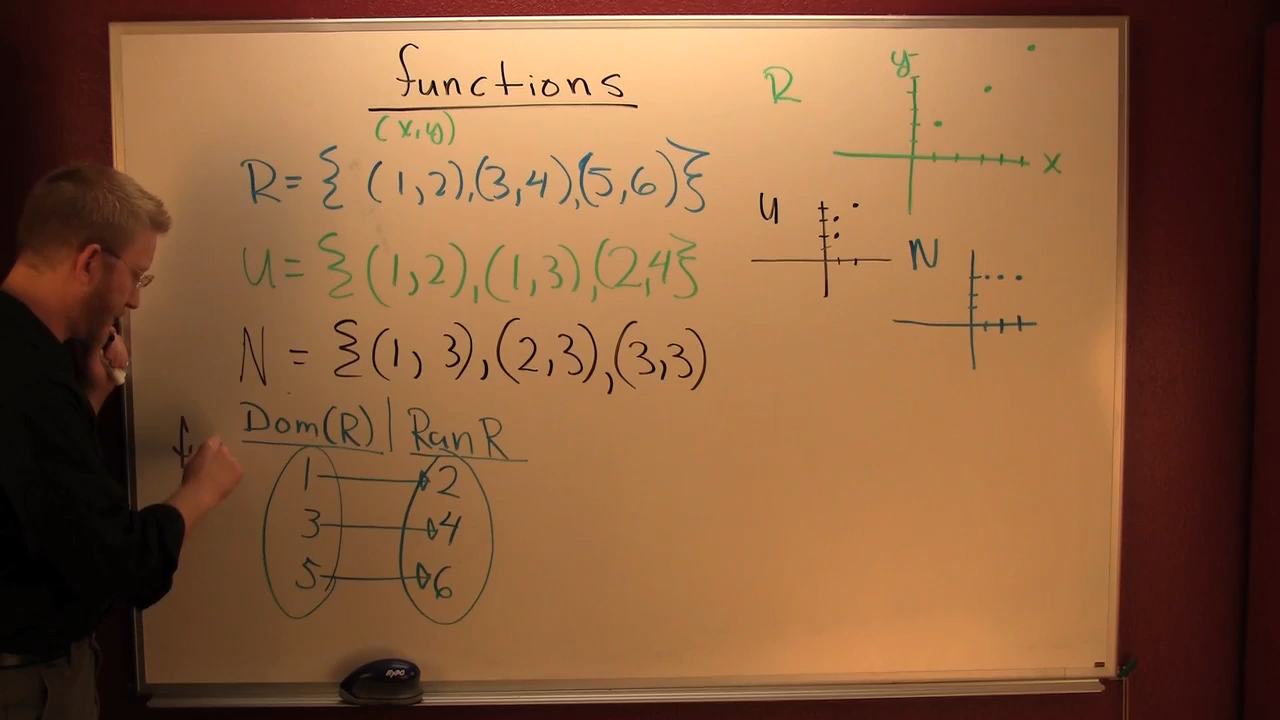 functions
(x,y)
R = { (1,2),(3,4),(5,6) }
U = { (1,2),(1,3),(2,4 }
N = { (1, 3),(2,3),(3,3)
Dom(R) | Ran R
1 2
3 4
5 6
R
y
x
U
N
EXPO